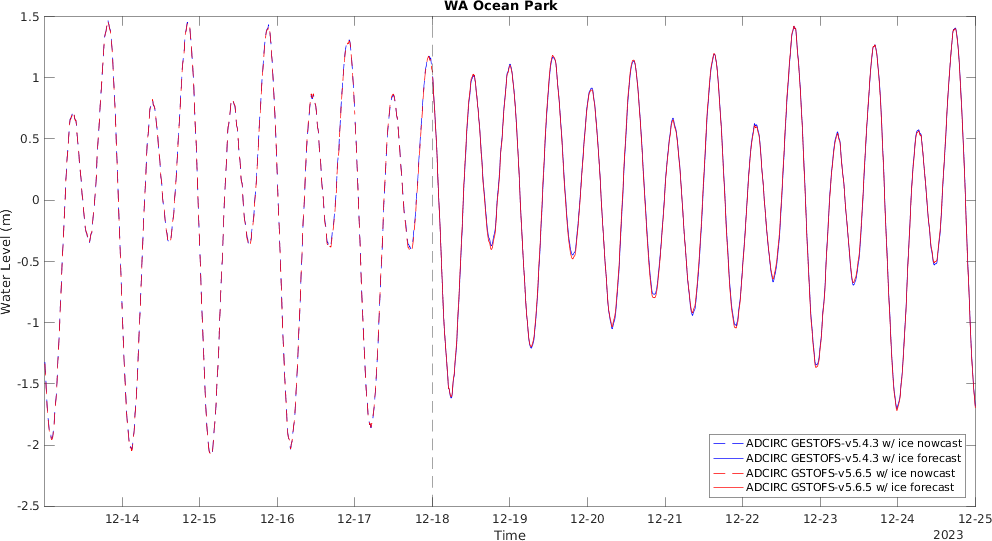 WA Ocean Park
Water Level (m)
1.5
1
0.5
0
-0.5
-1
-1.5
-2
-2.5
ADCIRC GESTOFS-v5.4.3 w/ ice nowcast
ADCIRC GESTOFS-v5.4.3 w/ ice forecast
ADCIRC GSTOFS-v5.6.5 w/ ice nowcast
ADCIRC GSTOFS-v5.6.5 w/ ice forecast
12-14 12-15 12-16 12-17 12-18 12-19 12-20 12-21 12-22 12-23 12-24 12-25
Time
2023